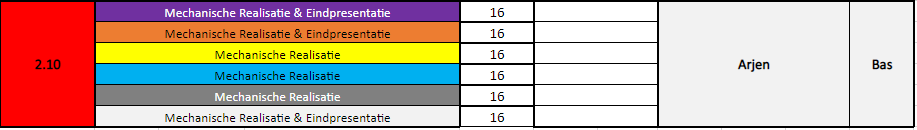 Mechanische Realisatie & Eindpresentatie 16
Mechanische Realisatie & Eindpresentatie 16
Mechanische Realisatie 16
2.10 Mechanische Realisatie 16 Arjen Bas
Mechanische Realisatie 16
Mechanische Realisatie & Eindpresentatie 16